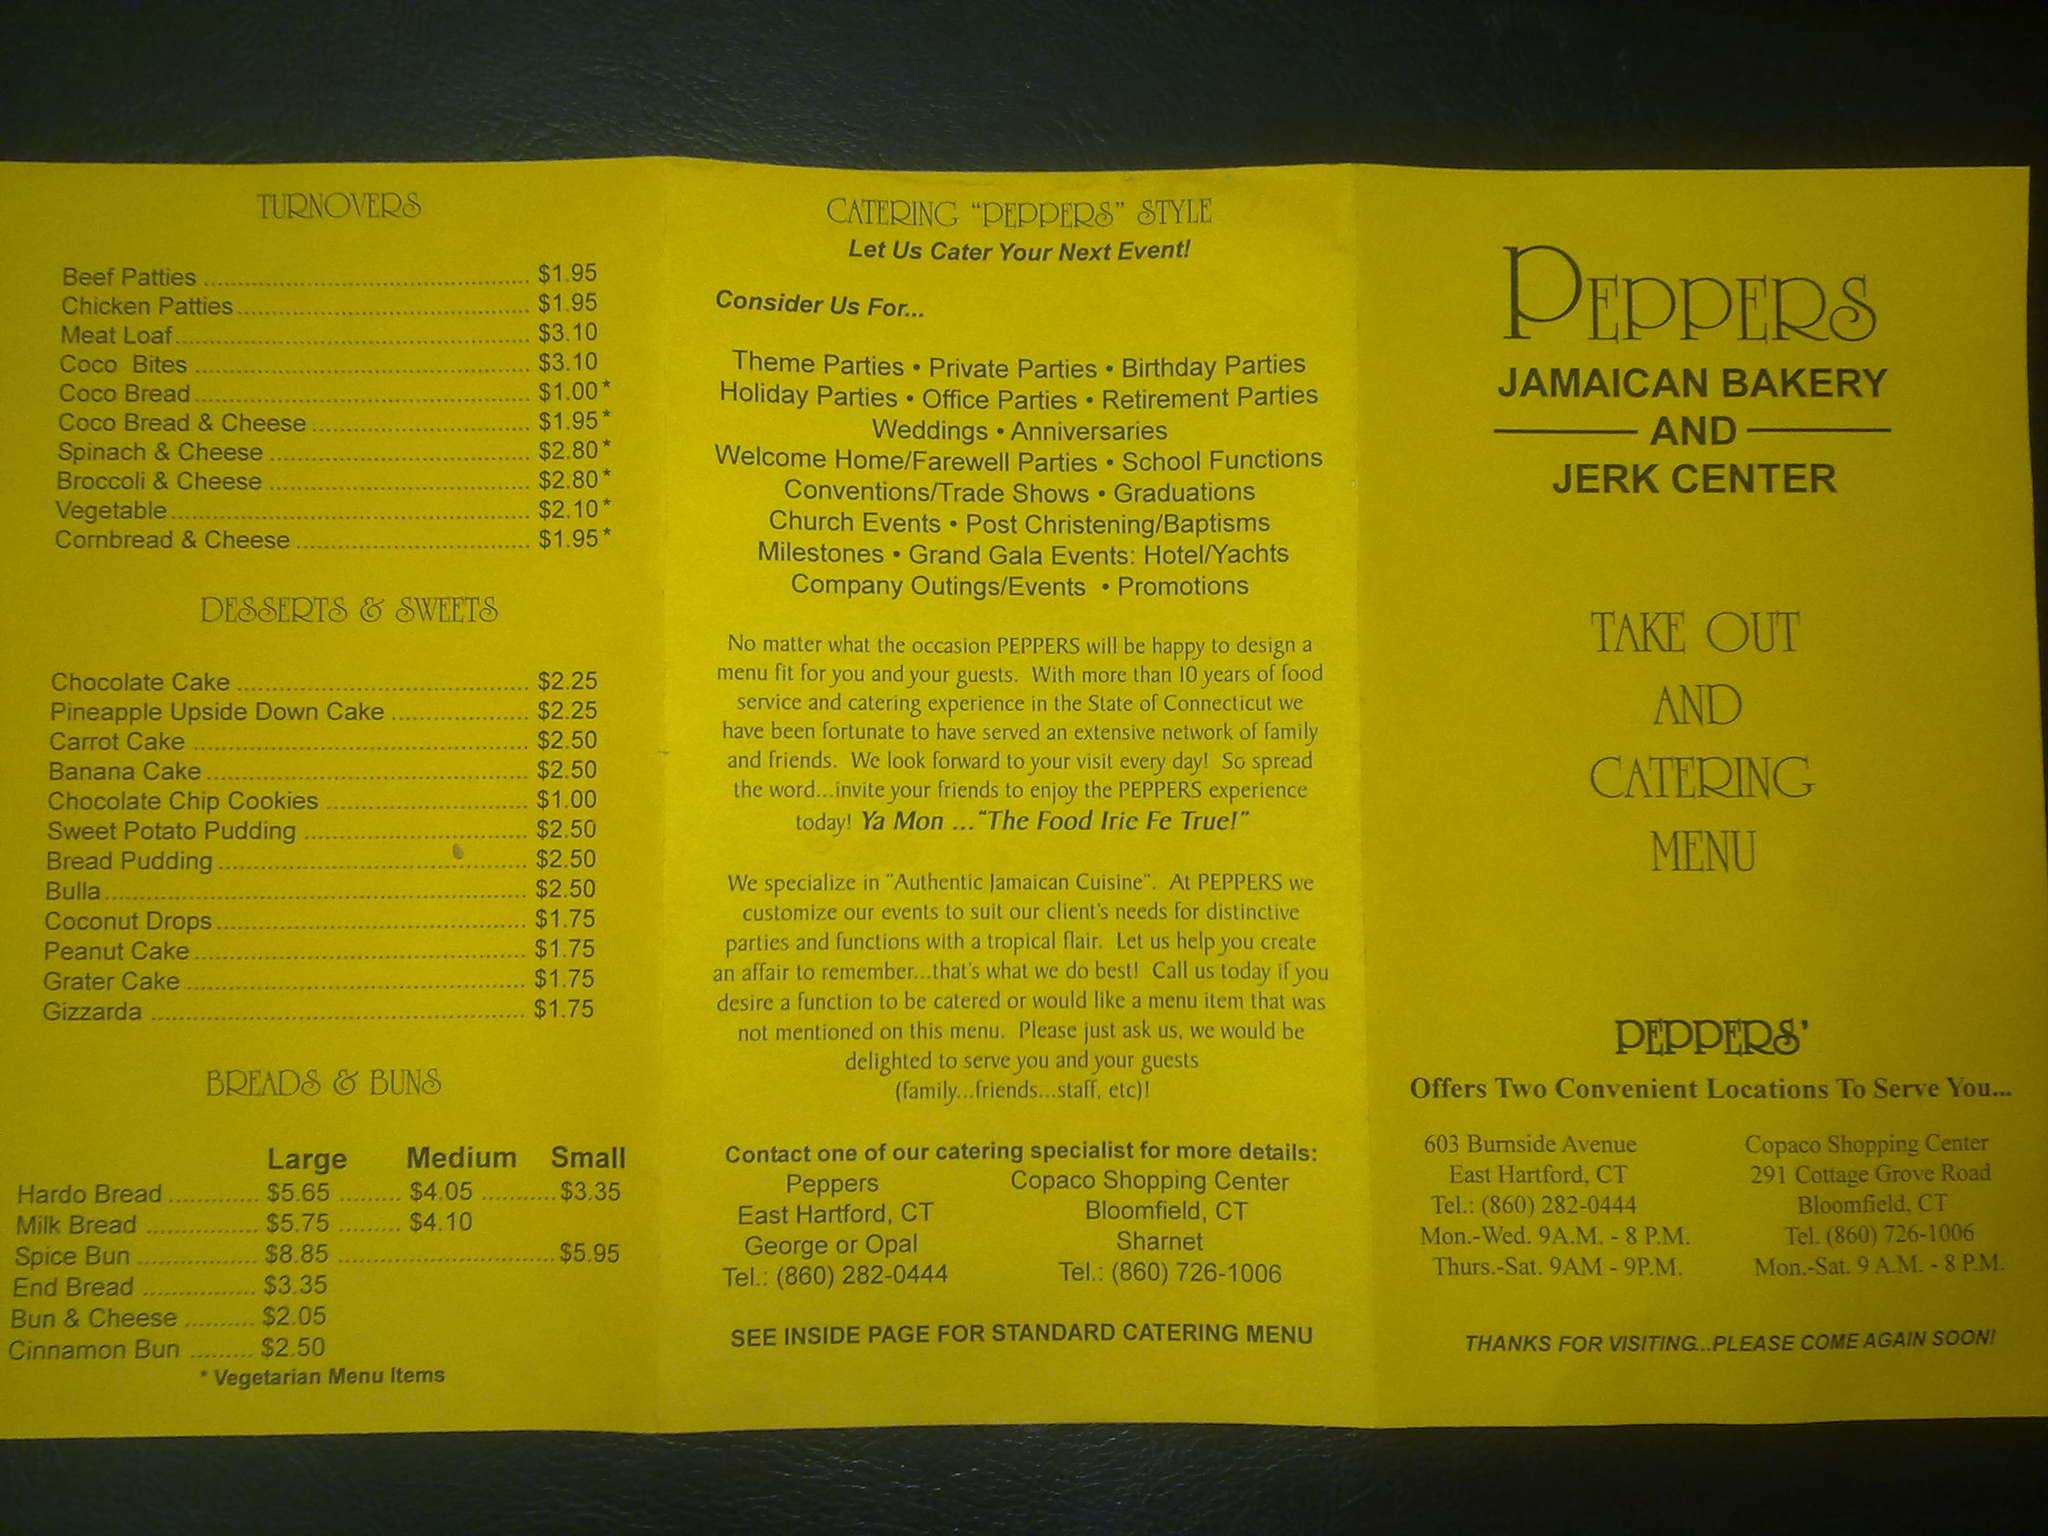 TURNOVERS
Beef Patties ........ $1.95
Chicken Patties ........ $1.95
Meat Loaf ........ $3.10
Coco Bites ........ $3.10
Coco Bread ........ $1.00*
Coco Bread & Cheese ........ $1.95*
Spinach & Cheese ........ $2.80*
Broccoli & Cheese ........ $2.80*
Vegetable ........ $2.10*
Cornbread & Cheese ........ $1.95*
DESSERTS & SWEETS
Chocolate Cake ........ $2.25
Pineapple Upside Down Cake ........ $2.25
Carrot Cake ........ $2.50
Banana Cake ........ $2.50
Chocolate Chip Cookies ........ $1.00
Sweet Potato Pudding ........ $2.50
Bread Pudding ........ $2.50
Bulla ........ $2.50
Coconut Drops ........ $1.75
Peanut Cake ........ $1.75
Grater Cake ........ $1.75
Gizzarda ........ $1.75
BREADS & BUNS
Large Medium Small
Hardo Bread ........ $5.65 ........ $4.05 ........ $3.35
Milk Bread ........ $5.75 ........ $4.10
Spice Bun ........ $8.85 ........ $5.95
End Bread ........ $3.35
Bun & Cheese ........ $2.05
Cinnamon Bun ........ $2.50
* Vegetarian Menu Items
CATERING "PEPPERS" STYLE
Let Us Cater Your Next Event!
Consider Us For...
Theme Parties • Private Parties • Birthday Parties
Holiday Parties • Office Parties • Retirement Parties
Weddings • Anniversaries
Welcome Home/Farewell Parties • School Functions
Conventions/Trade Shows • Graduations
Church Events • Post Christening/Baptisms
Milestones • Grand Gala Events: Hotel/Yachts
Company Outings/Events • Promotions
No matter what the occasion PEPPERS will be happy to design a
menu fit for you and your guests. With more than 10 years of food
service and catering experience in the State of Connecticut we
have been fortunate to have served an extensive network of family
and friends. We look forward to your visit every day! So spread
the word...invite your friends to enjoy the PEPPERS experience
today! Ya Mon ..."The Food Irie Fe True!"
We specialize in "Authentic Jamaican Cuisine". At PEPPERS we
customize our events to suit our client's needs for distinctive
parties and functions with a tropical flair. Let us help you create
an affair to remember...that's what we do best! Call us today if you
desire a function to be catered or would like a menu item that was
not mentioned on this menu. Please just ask us, we would be
delighted to serve you and your guests
(family...friends...staff, etc)!
Contact one of our catering specialist for more details:
Peppers Copaco Shopping Center
East Hartford, CT Bloomfield, CT
George or Opal Sharnet
Tel.: (860) 282-0444 Tel.: (860) 726-1006
SEE INSIDE PAGE FOR STANDARD CATERING MENU
PEPPERS
JAMAICAN BAKERY
AND
JERK CENTER
TAKE OUT
AND
CATERING
MENU
PEPPERS'
Offers Two Convenient Locations To Serve You...
603 Burnside Avenue Copaco Shopping Center
East Hartford, CT 291 Cottage Grove Road
Tel.: (860) 282-0444 Bloomfield, CT
Mon.-Wed. 9A.M. - 8 P.M. Tel. (860) 726-1006
Thurs.-Sat. 9AM - 9P.M. Mon.-Sat. 9 A.M. - 8 P.M.
THANKS FOR VISITING...PLEASE COME AGAIN SOON!